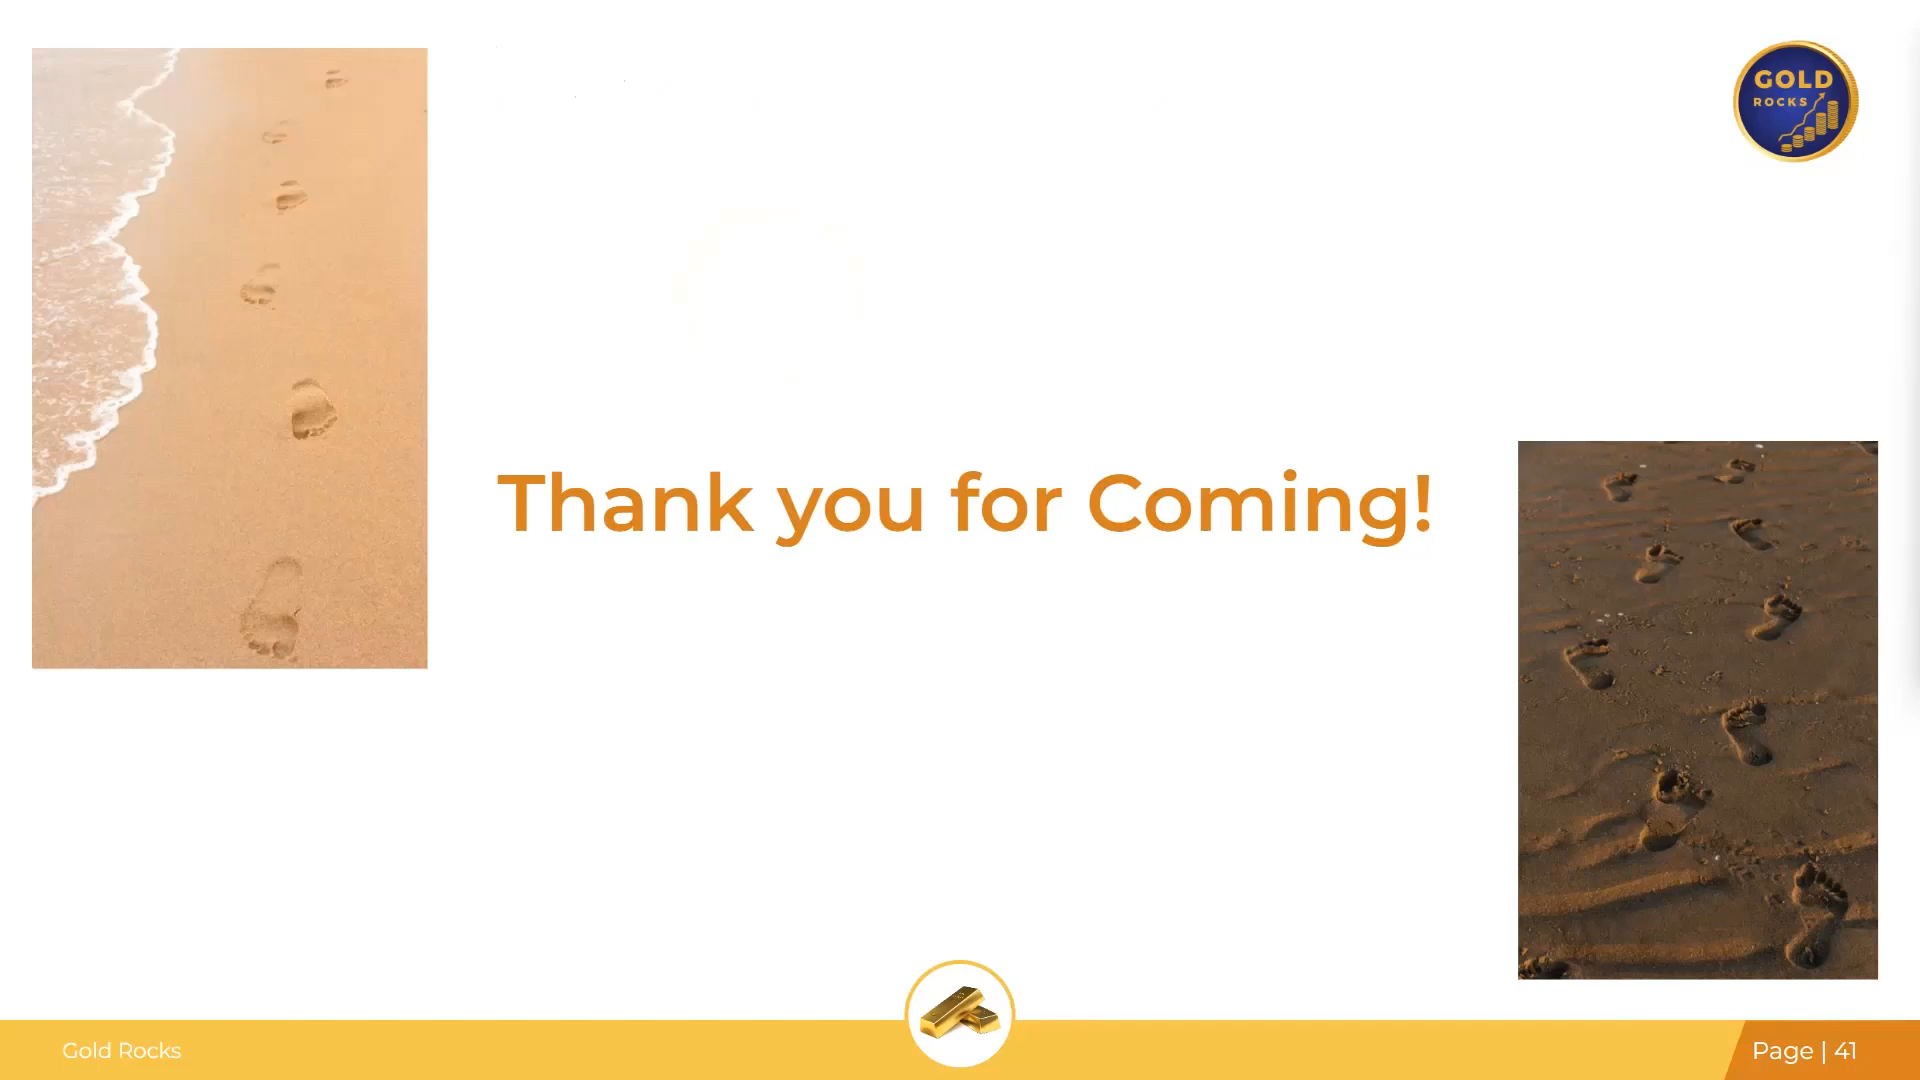 GOLD
ROCKS
Thank you for Coming!
Gold Rocks
Page | 41